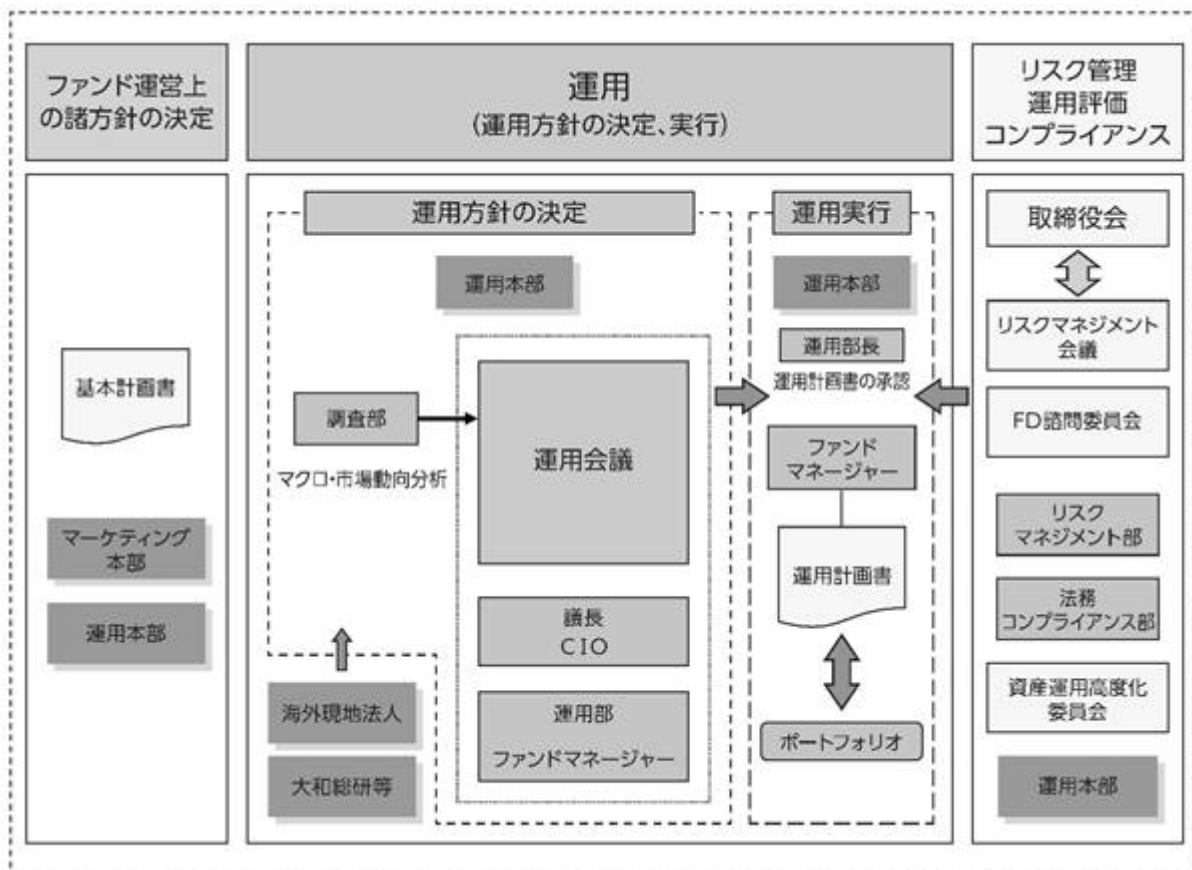 ファンド運営上
の諸方針の決定
基本計画書
マーケティング
本部
運用本部
運用
(運用方針の決定、実行)
運用方針の決定
運用本部
調査部
マクロ・市場動向分析
運用会議
議長
CIO
運用部
ファンドマネージャー
海外現地法人
大和総研等
運用実行
運用本部
運用部長
運用計画書の承認
ファンド
マネージャー
運用計画書
ポートフォリオ
リスク管理
運用評価
コンプライアンス
取締役会
リスクマネジメント
会議
FD諮問委員会
リスク
マネジメント部
法務
コンプライアンス部
資産運用高度化
委員会
運用本部